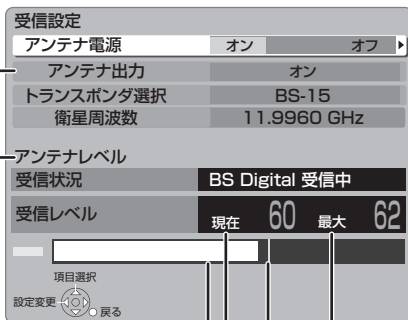 受信設定
アンテナ電源 オン オフ
アンテナ出力 オン
トランスポンダ選択 BS-15
衛星周波数 11.9960 GHz
アンテナレベル
受信状況 BS Digital 受信中
受信レベル 現在 60 最大 62
項目選択
設定変更 戻る